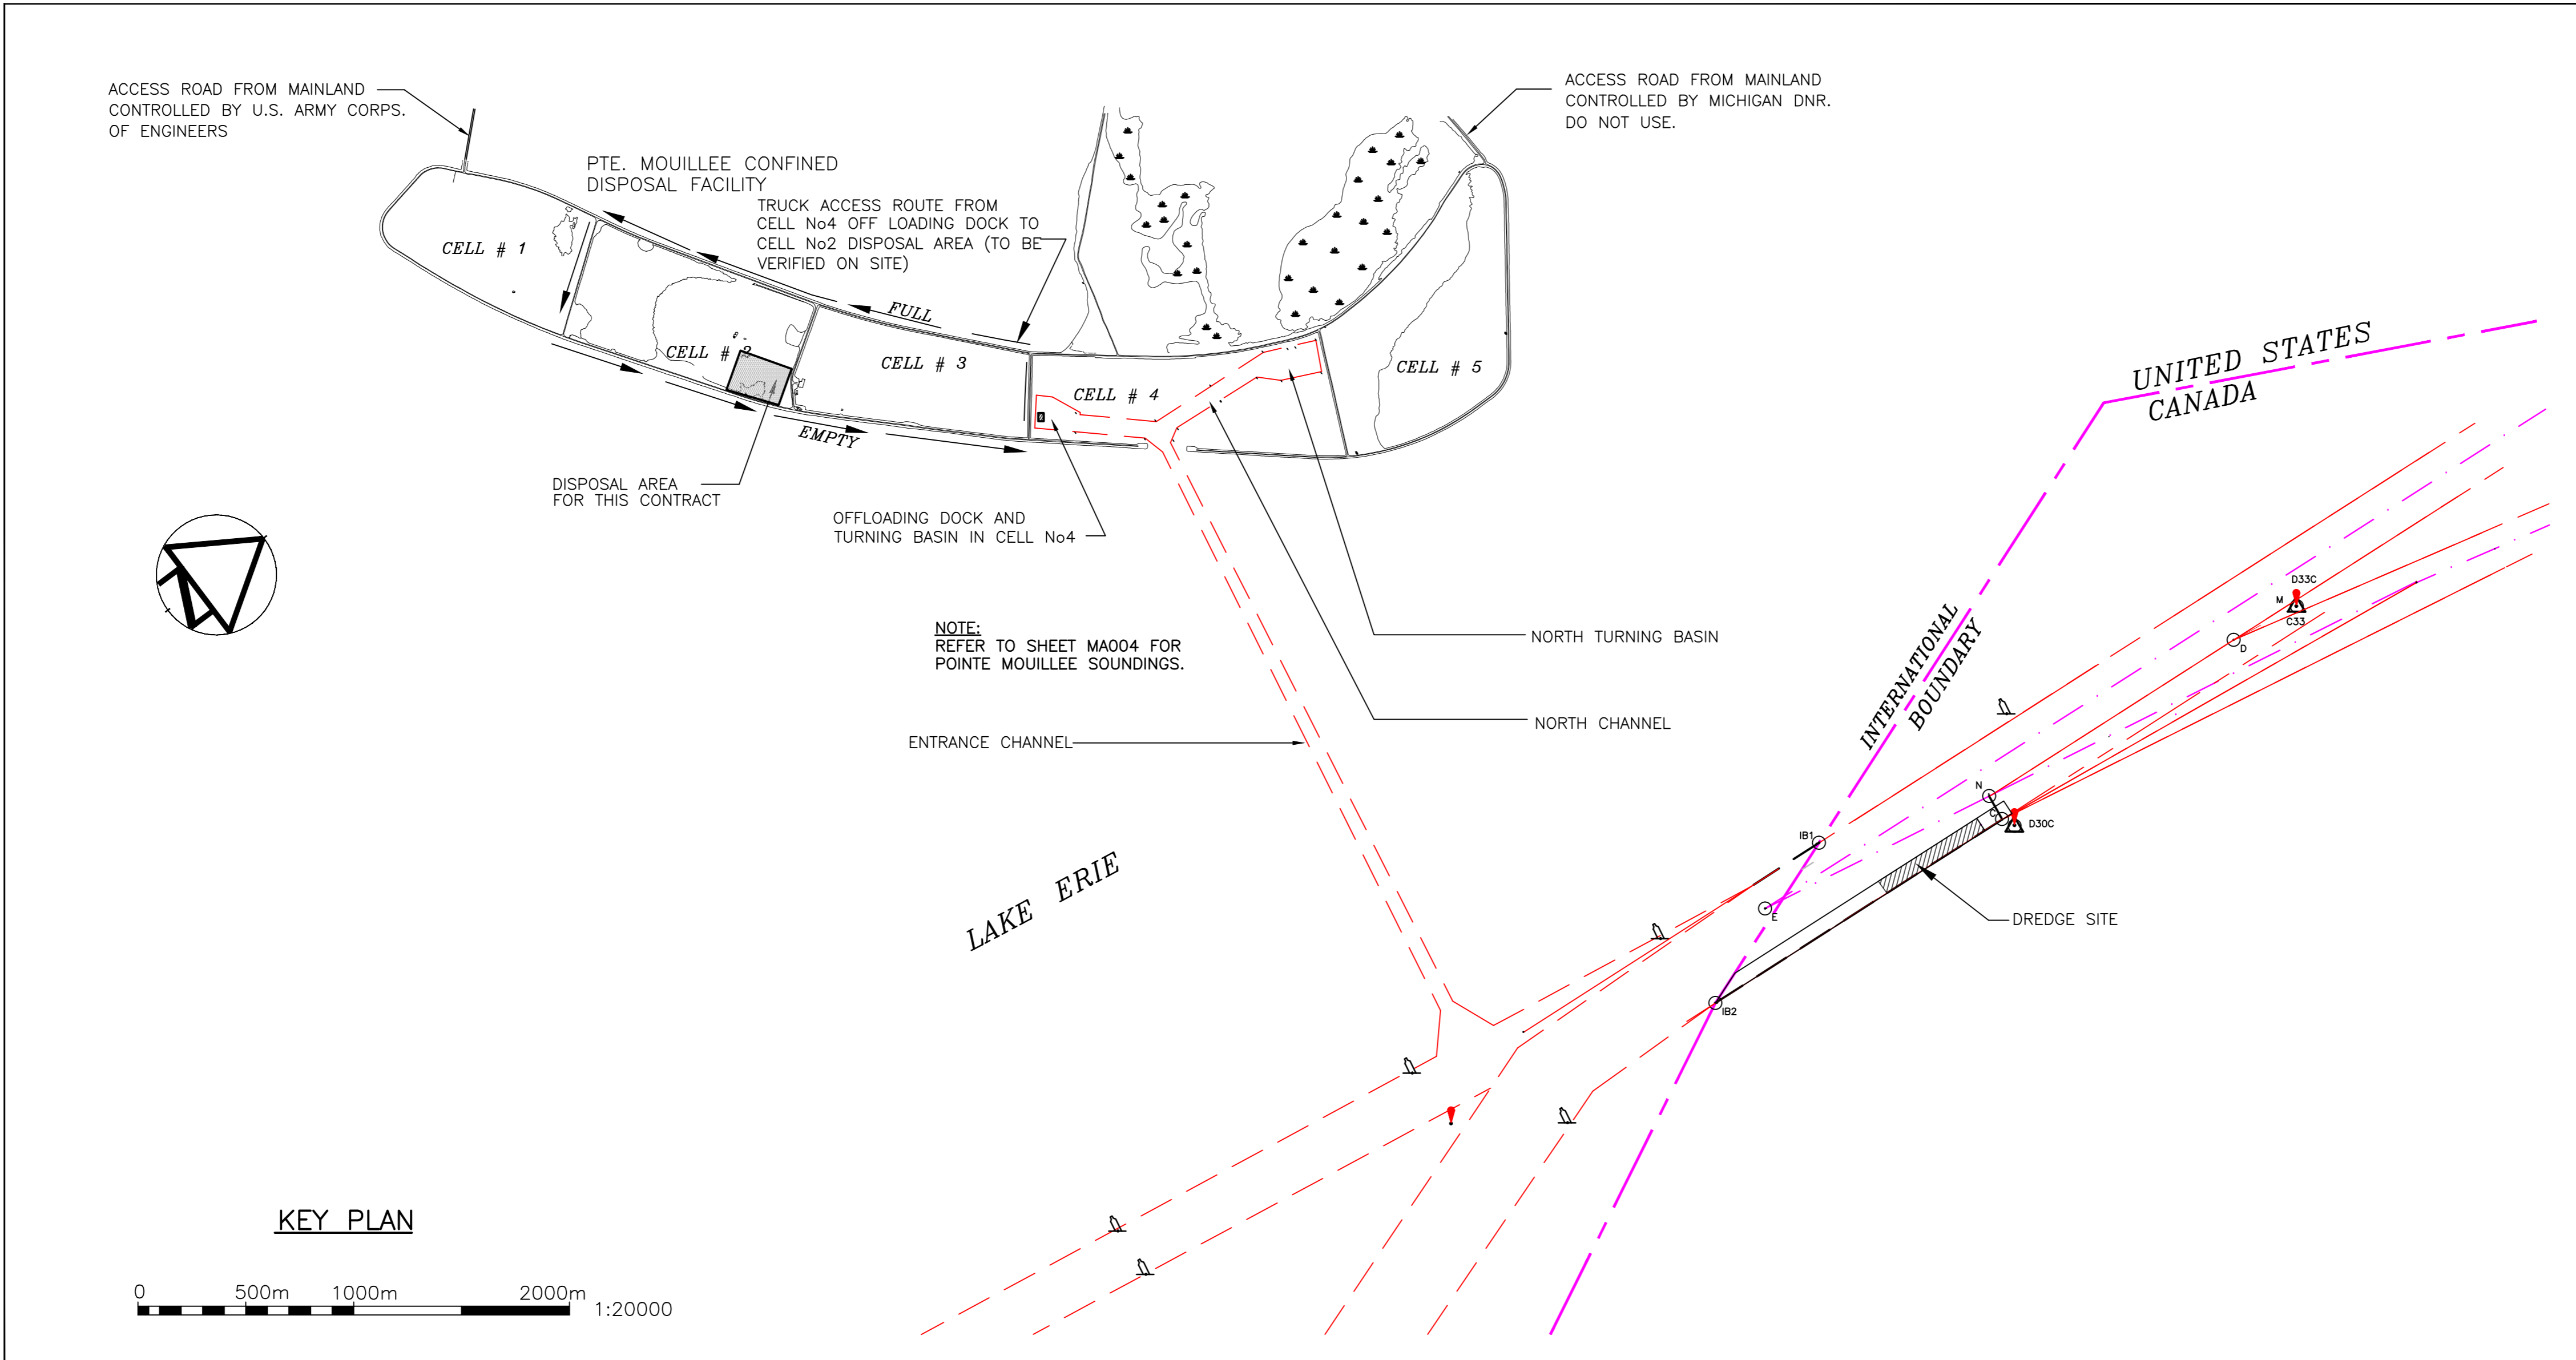 ACCESS ROAD FROM MAINLAND
CONTROLLED BY U.S. ARMY CORPS.
OF ENGINEERS
ACCESS ROAD FROM MAINLAND
CONTROLLED BY MICHIGAN DNR.
DO NOT USE.
PTE. MOUILLEE CONFINED
DISPOSAL FACILITY
TRUCK ACCESS ROUTE FROM
CELL No4 OFF LOADING DOCK TO
CELL No2 DISPOSAL AREA (TO BE
VERIFIED ON SITE)
CELL # 1
CELL # 2
CELL # 3
CELL # 4
CELL # 5
FULL
EMPTY
DISPOSAL AREA
FOR THIS CONTRACT
OFFLOADING DOCK AND
TURNING BASIN IN CELL No4
UNITED STATES
CANADA
NOTE:
REFER TO SHEET MA004 FOR
POINTE MOUILLEE SOUNDINGS.
NORTH TURNING BASIN
NORTH CHANNEL
ENTRANCE CHANNEL
INTERNATIONAL
BOUNDARY
D33C
M
C33
D
N
C
D30C
IB1
E
IB2
DREDGE SITE
LAKE ERIE
KEY PLAN
0 500m 1000m 2000m
1:20000